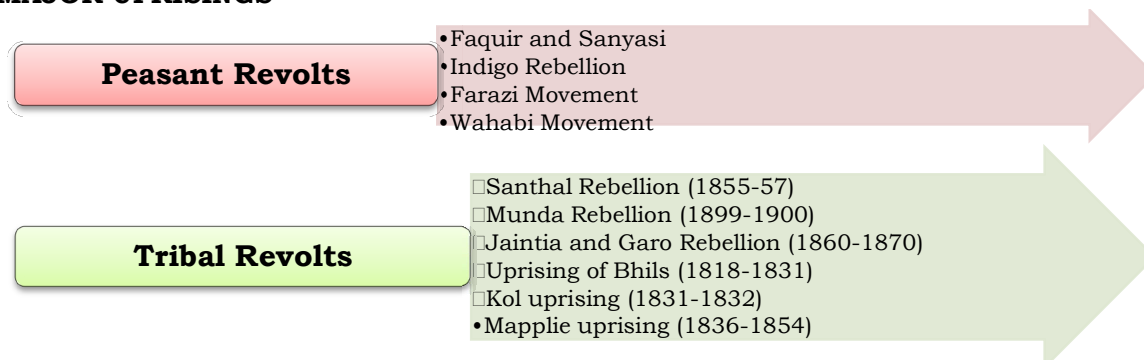 MAJOR UPRISINGS
Peasant Revolts
•Faquir and Sanyasi
•Indigo Rebellion
•Farazi Movement
•Wahabi Movement
Tribal Revolts
□Santhal Rebellion (1855-57)
□Munda Rebellion (1899-1900)
□Jaintia and Garo Rebellion (1860-1870)
□Uprising of Bhils (1818-1831)
□Kol uprising (1831-1832)
•Mapplie uprising (1836-1854)